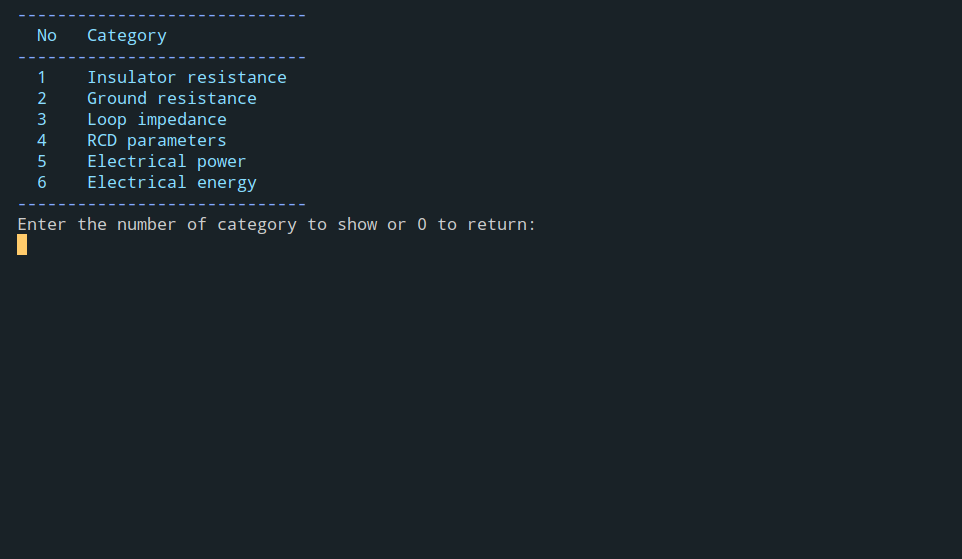 -----------------------------
No Category
-----------------------------
1 Insulator resistance
2 Ground resistance
3 Loop impedance
4 RCD parameters
5 Electrical power
6 Electrical energy
-----------------------------
Enter the number of category to show or 0 to return: